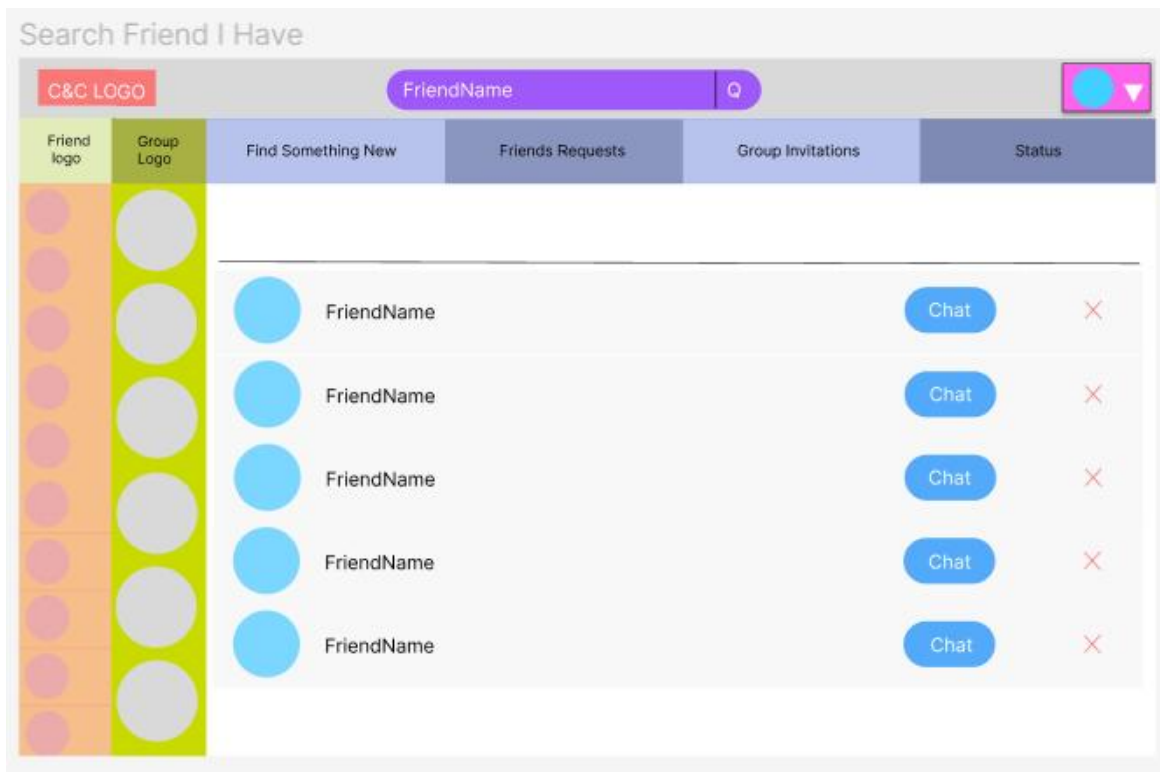 Search Friend I Have
C&C LOGO
FriendName
Q
Friend
logo
Group
Logo
Find Something New
Friends Requests
Group Invitations
Status
FriendName
Chat
FriendName
Chat
FriendName
Chat
FriendName
Chat
FriendName
Chat